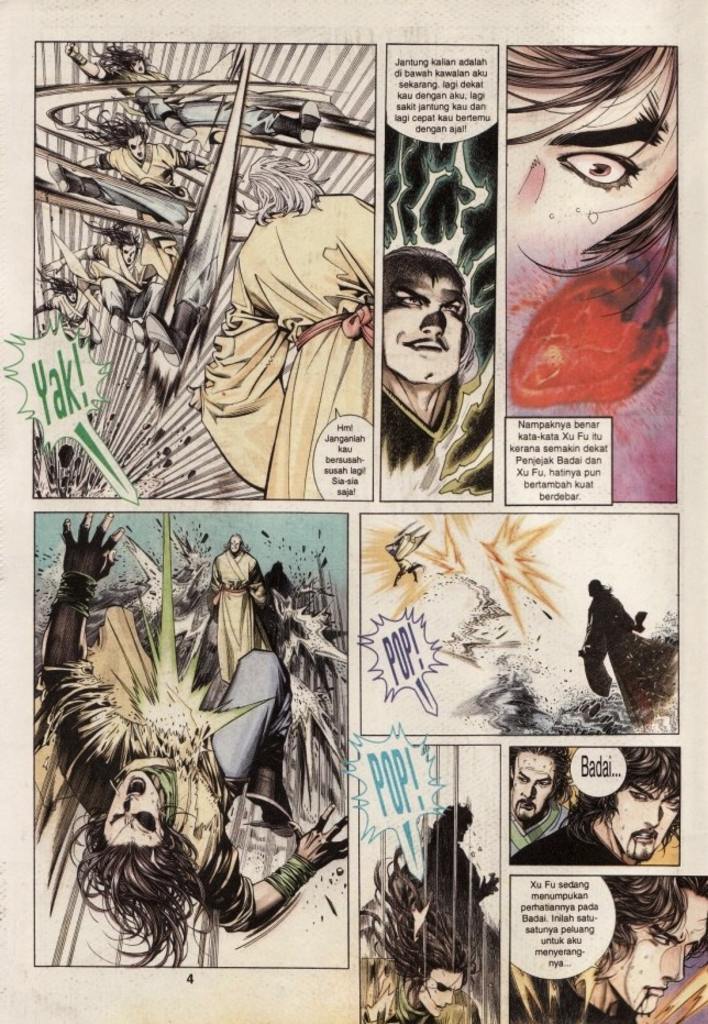 Yak!
Hm!
Janganlah
kau
bersusah-
susah lagi!
Sia-sia
saja!
Jantung kalian adalah
di bawah kawalan aku
sekarang. lagi dekat
kau dengan aku, lagi
sakit jantung kau dan
lagi cepat kau bertemu
dengan ajal!
Nampaknya benar
kata-kata Xu Fu itu
kerana semakin dekat
Penjejak Badai dan
Xu Fu, hatinya pun
bertambah kuat
berdebar.
POP!
POP!
Badai...
Xu Fu sedang
menumpukan
perhatiannya pada
Badai. Inilah satu-
satunya peluang
untuk aku
menyerang-
nya...
4